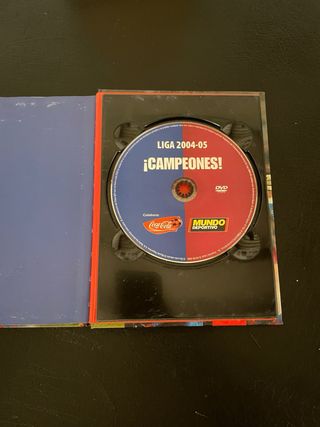 LIGA 2004-05
¡CAMPEONES!
DVD
Colabora:
Coca-Cola
MUNDO
DEPORTIVO